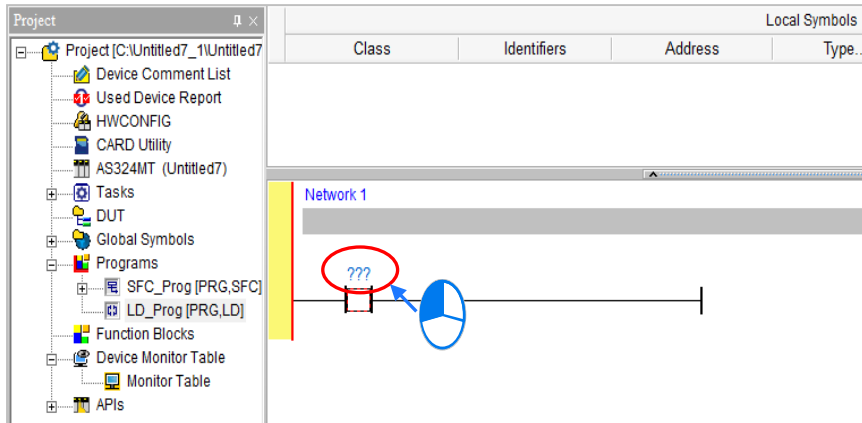 Project
Project [C:\Untitled7_1\Untitled7
Device Comment List
Used Device Report
HWCONFIG
CARD Utility
AS324MT (Untitled7)
Tasks
DUT
Global Symbols
Programs
SFC_Prog [PRG,SFC]
LD_Prog [PRG,LD]
Function Blocks
Device Monitor Table
Monitor Table
APIs
Local Symbols
Class Identifiers Address Type..
Network 1
???